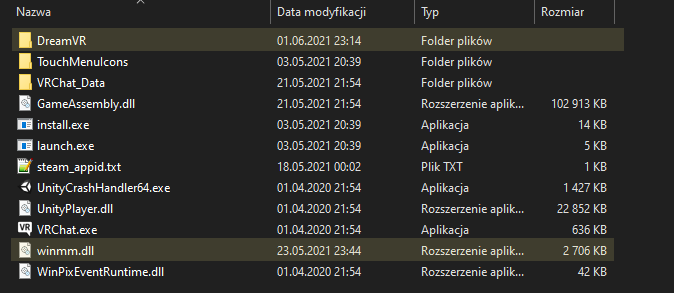 Nazwa Data modyfikacji Typ Rozmiar
DreamVR 01.06.2021 23:14 Folder plików
TouchMenuIcons 03.05.2021 20:39 Folder plików
VRChat_Data 21.05.2021 21:54 Folder plików
GameAssembly.dll 21.05.2021 21:54 Rozszerzenie aplik... 102 913 KB
install.exe 03.05.2021 20:39 Aplikacja 14 KB
launch.exe 03.05.2021 20:39 Aplikacja 5 KB
steam_appid.txt 18.05.2021 00:02 Plik TXT 1 KB
UnityCrashHandler64.exe 01.04.2020 21:54 Aplikacja 1 427 KB
UnityPlayer.dll 01.04.2020 21:54 Rozszerzenie aplik... 22 852 KB
VR VRChat.exe 01.04.2020 21:54 Aplikacja 636 KB
winmm.dll 23.05.2021 23:44 Rozszerzenie aplik... 2 706 KB
WinPixEventRuntime.dll 01.04.2020 21:54 Rozszerzenie aplik... 42 KB